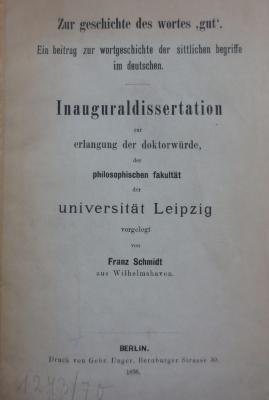 Zur geschichte des wortes ‚gut‘.
Ein beitrag zur wortgeschichte der sittlichen begriffe
im deutschen.
Inauguraldissertation
zur
erlangung der doktorwürde,
der
philosophischen fakultät
der
universität Leipzig
vorgelegt
von
Franz Schmidt
aus Wilhelmshaven.
BERLIN.
Druck von Gebr. Unger, Bernburger Strasse 30.
1898.
1243/70